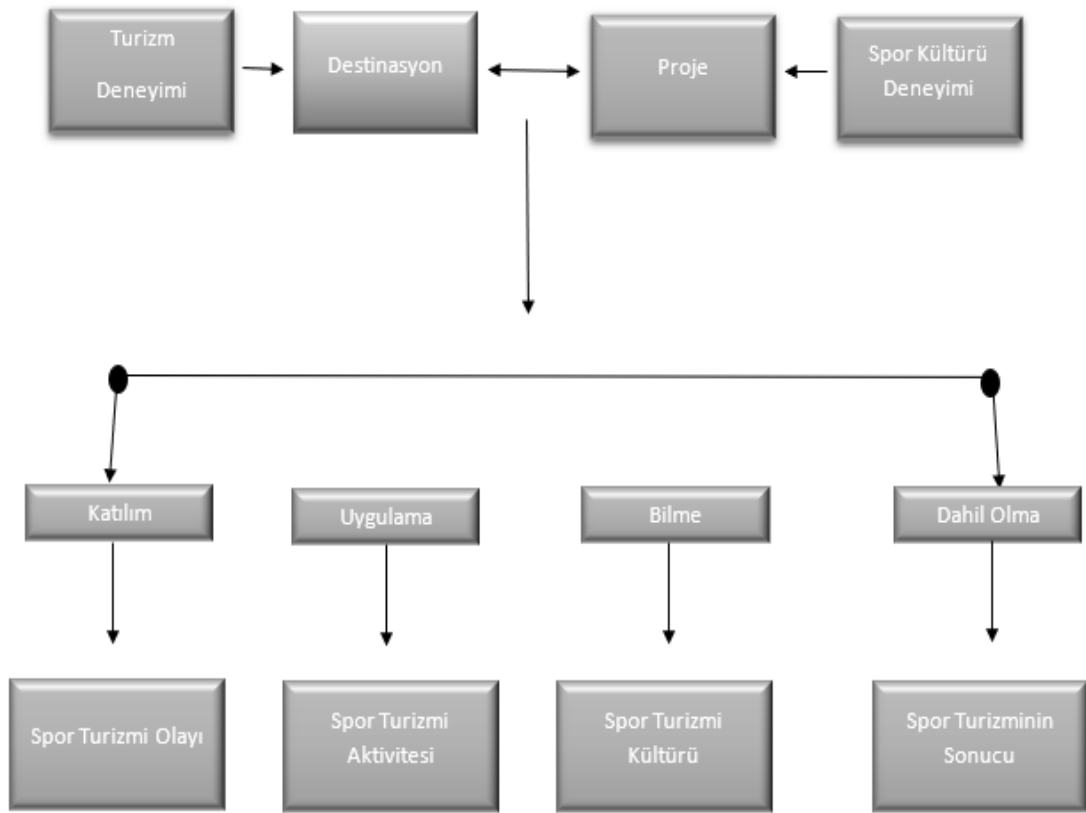 Turizm
Deneyimi
Destinasyon
Proje
Spor Kültürü
Deneyimi
Katılım
Uygulama
Bilme
Dahil Olma
Spor Turizmi Olayı
Spor Turizmi
Aktivitesi
Spor Turizmi
Kültürü
Spor Turizminin
Sonucu